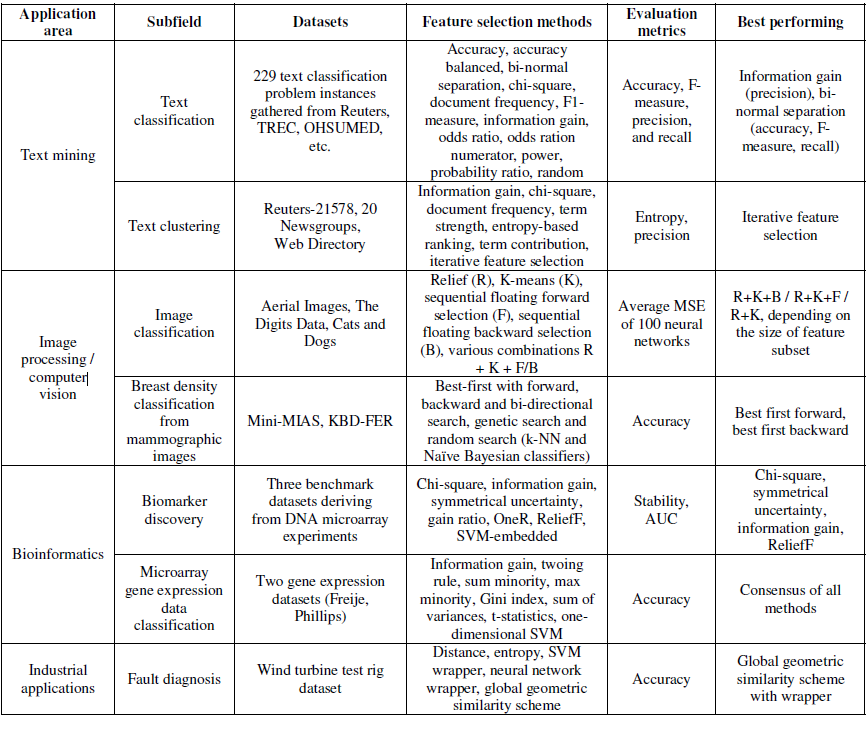 Application
area
Subfield
Datasets
Feature selection methods
Evaluation
metrics
Best performing
Text mining
Text
classification
229 text classification
problem instances
gathered from Reuters,
TREC, OHSUMED,
etc.
Accuracy, accuracy
balanced, bi-normal
separation, chi-square,
document frequency, F1-
measure, information gain,
odds ratio, odds ration
numerator, power,
probability ratio, random
Accuracy, F-
measure,
precision,
and recall
Information gain
(precision), bi-
normal separation
(accuracy, F-
measure, recall)
Text clustering
Reuters-21578, 20
Newsgroups,
Web Directory
Information gain, chi-square,
document frequency, term
strength, entropy-based
ranking, term contribution,
iterative feature selection
Entropy,
precision
Iterative feature
selection
Image
processing /
computer
vision
Image
classification
Aerial Images, The
Digits Data, Cats and
Dogs
Relief (R), K-means (K),
sequential floating forward
selection (F), sequential
floating backward selection
(B), various combinations R
+ K + F/B
Average MSE
of 100 neural
networks
R+K+B / R+K+F /
R+K, depending on
the size of feature
subset
Breast density
classification
from
mammographic
images
Mini-MIAS, KBD-FER
Best-first with forward,
backward and bi-directional
search, genetic search and
random search (k-NN and
Naïve Bayesian classifiers)
Accuracy
Best first forward,
best first backward
Bioinformatics
Biomarker
discovery
Three benchmark
datasets deriving
from DNA microarray
experiments
Chi-square, information gain,
symmetrical uncertainty,
gain ratio, OneR, ReliefF,
SVM-embedded
Stability,
AUC
Chi-square,
symmetrical
uncertainty,
information gain,
ReliefF
Microarray
gene expression
data
classification
Two gene expression
datasets (Freije,
Phillips)
Information gain, twoing
rule, sum minority, max
minority, Gini index, sum of
variances, t-statistics, one-
dimensional SVM
Accuracy
Consensus of all
methods
Industrial
applications
Fault diagnosis
Wind turbine test rig
dataset
Distance, entropy, SVM
wrapper, neural network
wrapper, global geometric
similarity scheme
Accuracy
Global geometric
similarity scheme
with wrapper